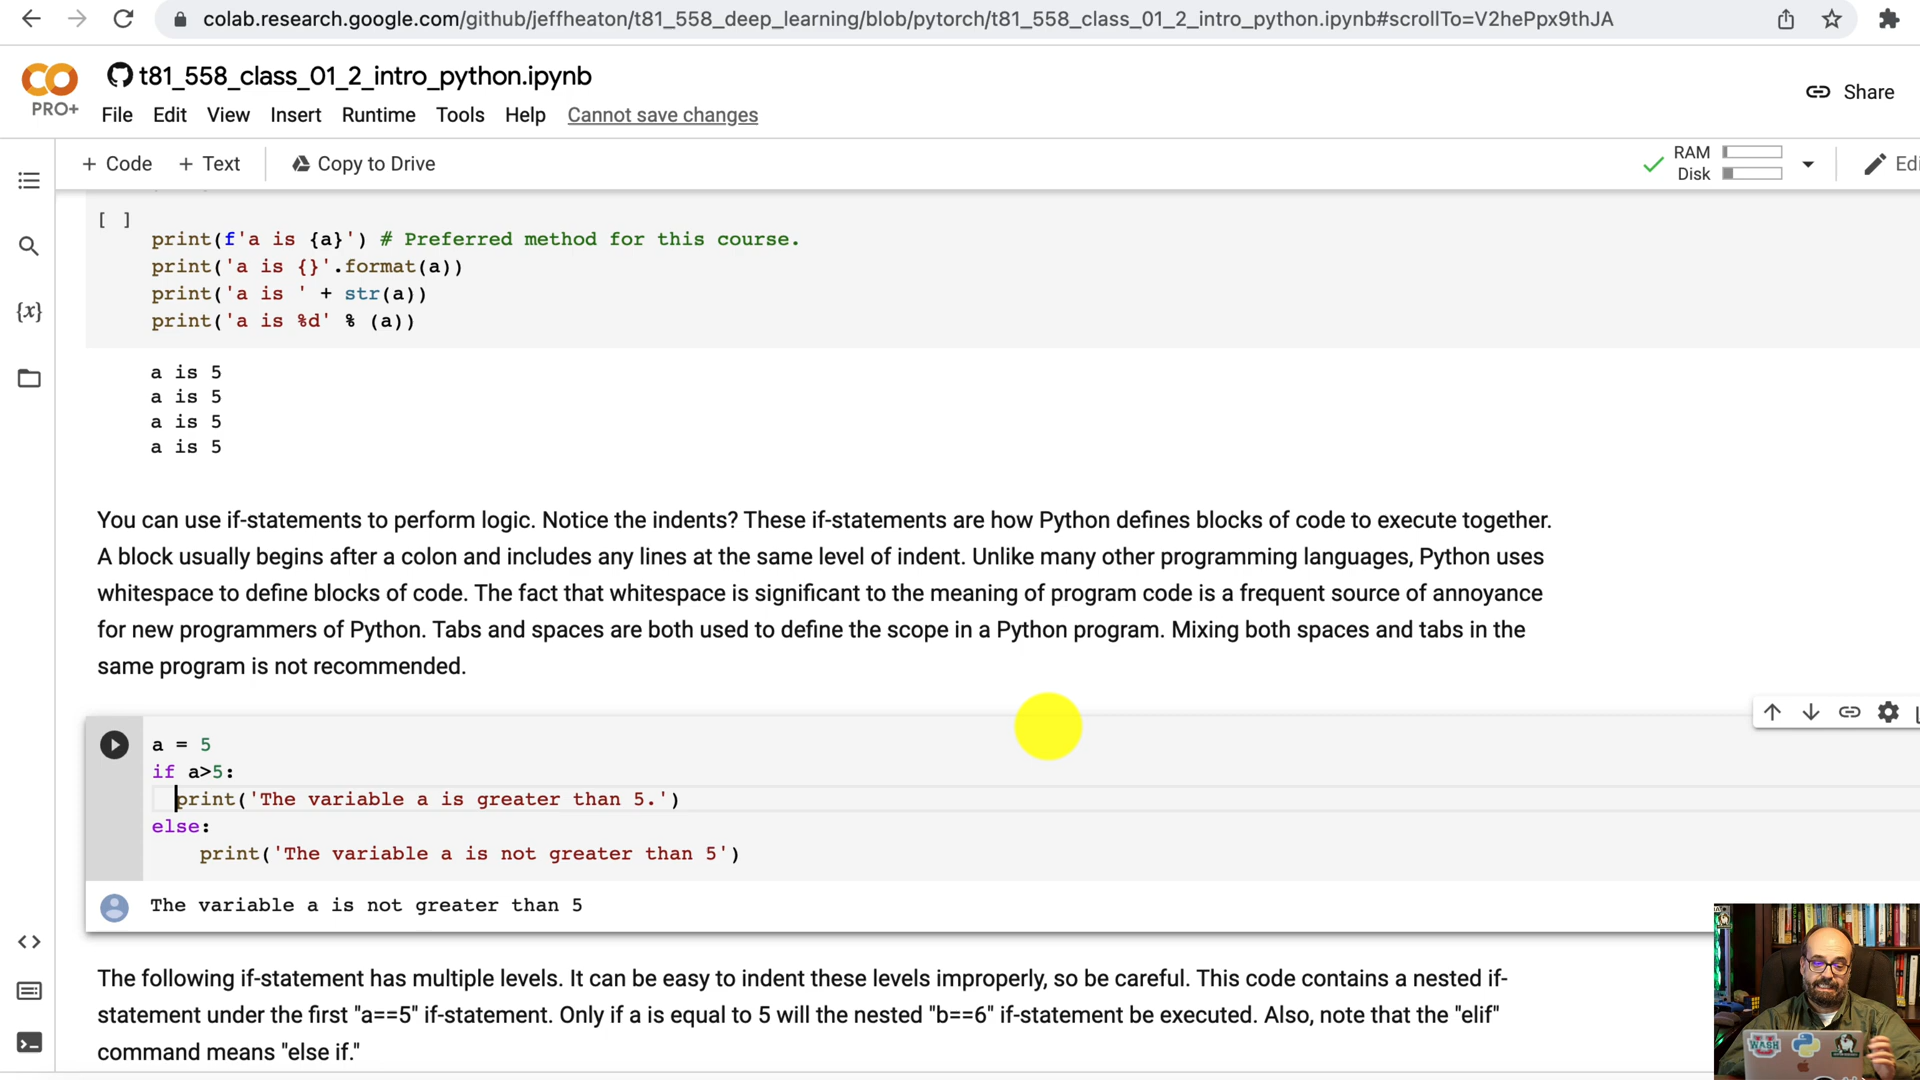 colab.research.google.com/github/jeffheaton/t81_558_deep_learning/blob/pytorch/t81_558_class_01_2_intro_python.ipynb#scrollTo=V2hePpx9thJA
PRO+
t81_558_class_01_2_intro_python.ipynb
Share
File Edit View Insert Runtime Tools Help Cannot save changes
+ Code + Text Copy to Drive
RAM
Disk
Edi
{x}
[ ]
print(f'a is {a}') # Preferred method for this course.
print('a is {}'.format(a))
print('a is ' + str(a))
print('a is %d' % (a))
a is 5
a is 5
a is 5
a is 5
You can use if-statements to perform logic. Notice the indents? These if-statements are how Python defines blocks of code to execute together.
A block usually begins after a colon and includes any lines at the same level of indent. Unlike many other programming languages, Python uses
whitespace to define blocks of code. The fact that whitespace is significant to the meaning of program code is a frequent source of annoyance
for new programmers of Python. Tabs and spaces are both used to define the scope in a Python program. Mixing both spaces and tabs in the
same program is not recommended.
a = 5
if a>5:
  print('The variable a is greater than 5.')
else:
    print('The variable a is not greater than 5')
The variable a is not greater than 5
The following if-statement has multiple levels. It can be easy to indent these levels improperly, so be careful. This code contains a nested if-
statement under the first "a==5" if-statement. Only if a is equal to 5 will the nested "b==6" if-statement be executed. Also, note that the "elif"
command means "else if."
WASH